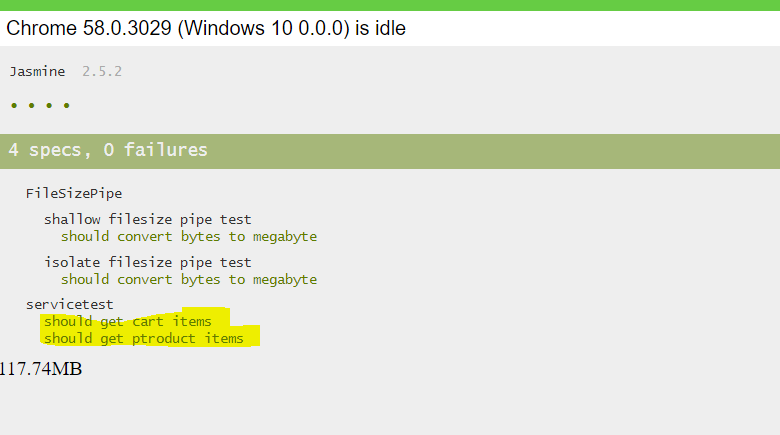 Chrome 58.0.3029 (Windows 10 0.0.0) is idle
Jasmine 2.5.2
• • • •
4 specs, 0 failures
FileSizePipe
shallow filesize pipe test
should convert bytes to megabyte
isolate filesize pipe test
should convert bytes to megabyte
servicetest
should get cart items
should get ptroduct items
117.74MB